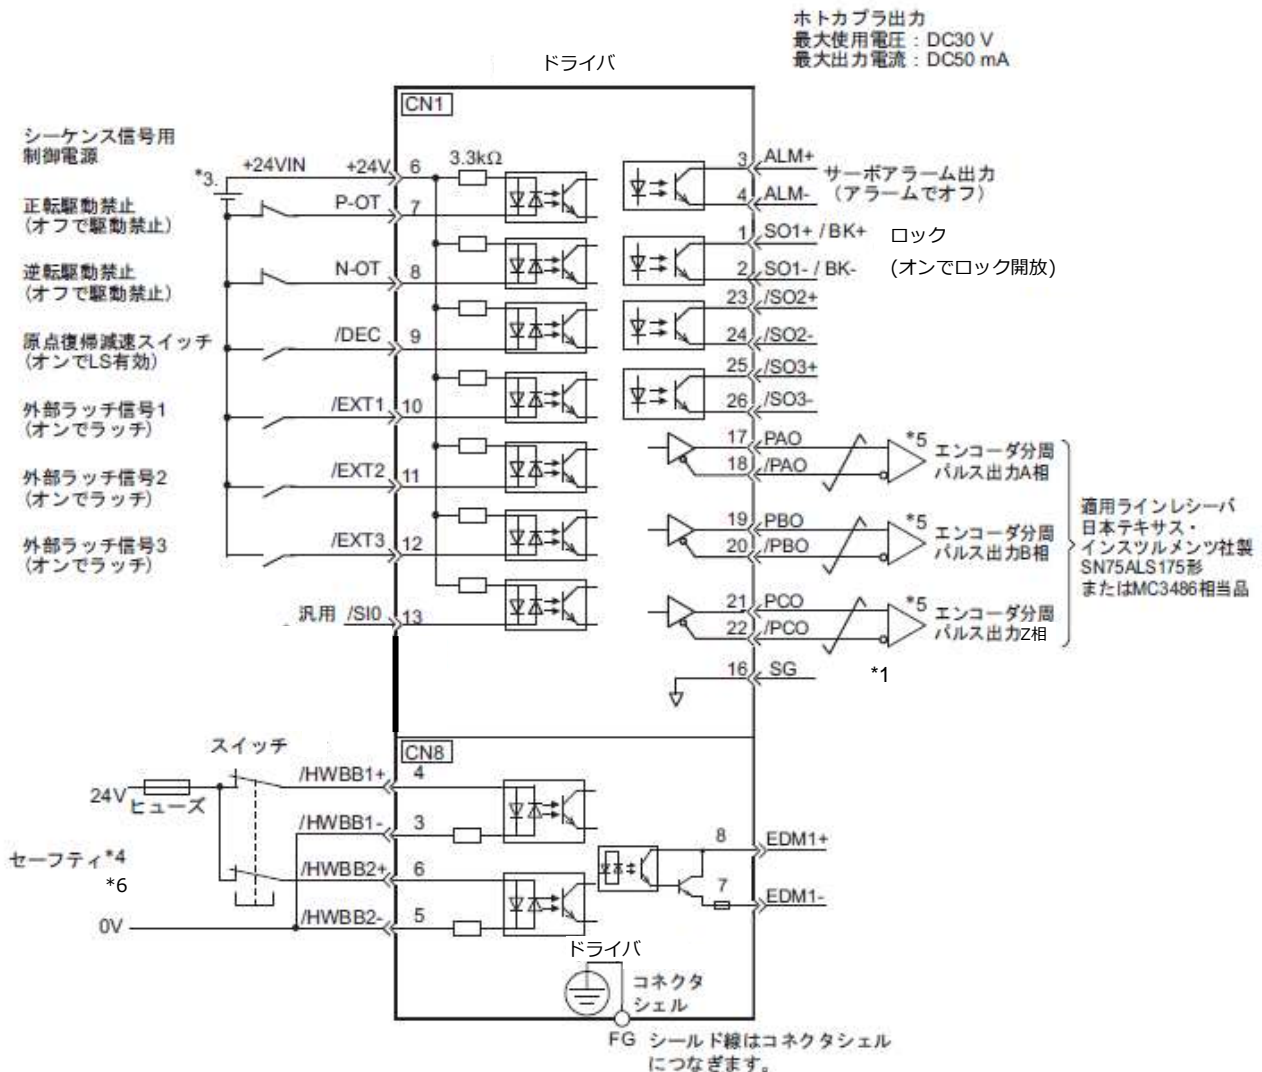 ホトカプラ出力
最大使用電圧：DC30 V
最大出力電流：DC50 mA
ドライバ
CN1
シーケンス信号用
制御電源
*3.
+24VIN
+24V
6
3.3kΩ
正転駆動禁止
(オフで駆動禁止)
P-OT
7
逆転駆動禁止
(オフで駆動禁止)
N-OT
8
原点復帰減速スイッチ
(オンでLS有効)
/DEC
9
外部ラッチ信号1
(オンでラッチ)
/EXT1
10
外部ラッチ信号2
(オンでラッチ)
/EXT2
11
外部ラッチ信号3
(オンでラッチ)
/EXT3
12
汎用 /SI0
13
3
ALM+
4
ALM-
サーボアラーム出力
(アラームでオフ)
1
SO1+ / BK+
2
SO1- / BK-
ロック
(オンでロック開放)
23
/SO2+
24
/SO2-
25
/SO3+
26
/SO3-
17
PAO
18
/PAO
*5
エンコーダ分周
パルス出力A相
19
PBO
20
/PBO
*5
エンコーダ分周
パルス出力B相
21
PCO
22
/PCO
*5
エンコーダ分周
パルス出力Z相
適用ラインレシーバ
日本テキサス・
インスツルメンツ社製
SN75ALS175形
またはMC3486相当品
16
SG
*1
CN8
スイッチ
24V
ヒューズ
/HWBB1+
4
/HWBB1-
3
セーフティ*4
*6
/HWBB2+
6
0V
/HWBB2-
5
8
EDM1+
7
EDM1-
ドライバ
コネクタ
シェル
FG
シールド線はコネクタシェル
につなぎます。